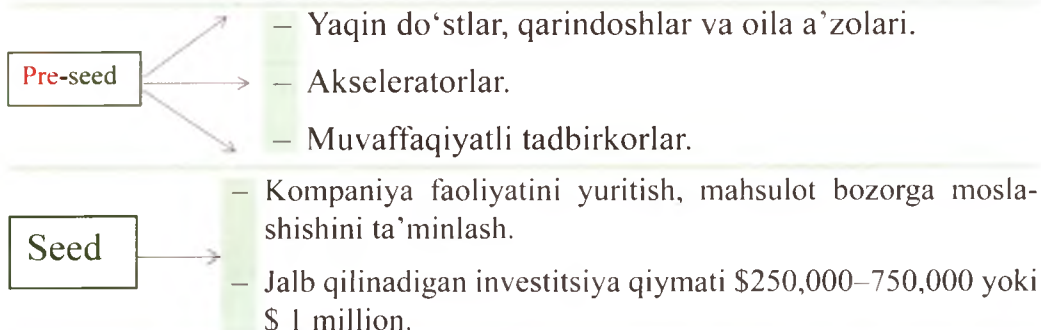 Pre-seed
– Yaqin do‘stlar, qarindoshlar va oila a’zolari.
– Akseleratorlar.
– Muvaffaqiyatli tadbirkorlar.
Seed
– Kompaniya faoliyatini yuritish, mahsulot bozorga mosla-
shishini ta’minlash.
– Jalb qilinadigan investitsiya qiymati $250,000–750,000 yoki
$ 1 million.